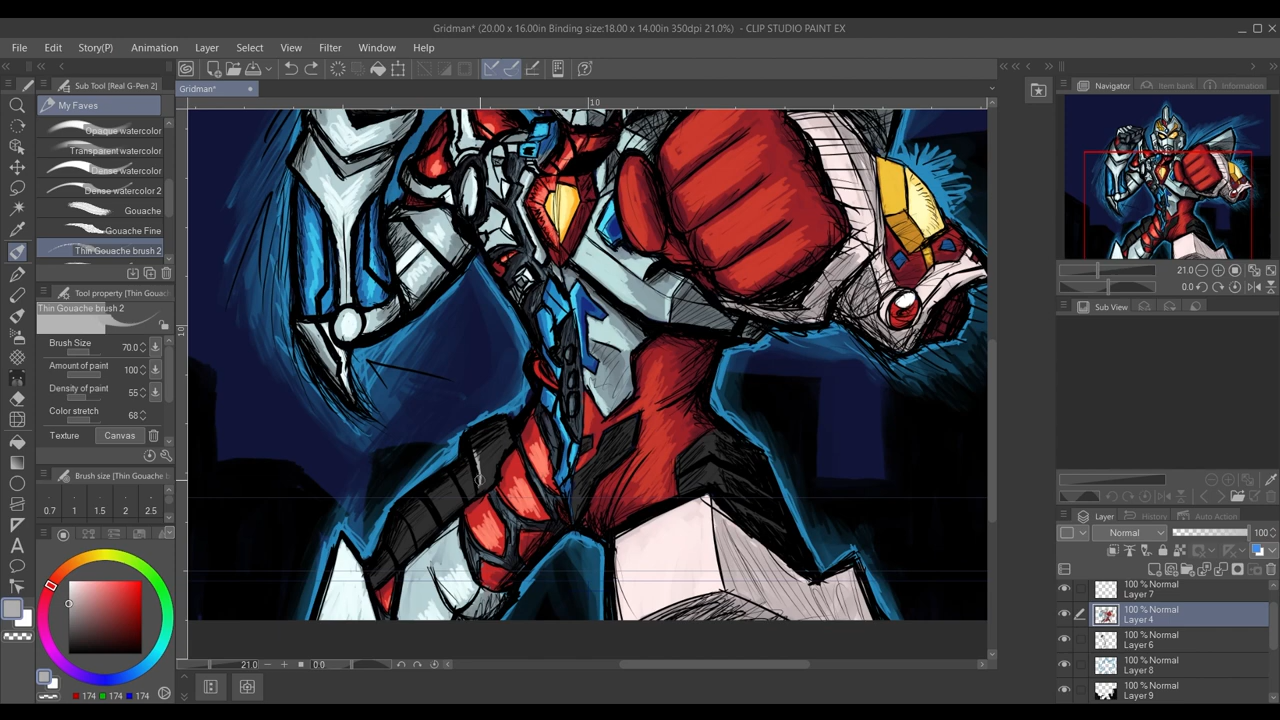 Gridman* (20.00 x 16.00in Binding size:18.00 x 14.00in 350dpi 21.0%) - CLIP STUDIO PAINT EX
File Edit Story(P) Animation Layer Select View Filter Window Help
Sub Tool [Real G-Pen 2]
My Faves
Opaque watercolor
Transparent watercolor
Dense watercolor
Dense watercolor 2
Gouache
Gouache Fine
Thin Gouache brush 2
Tool property [Thin Gouac
Thin Gouache brush 2
Brush Size 70.0
Amount of paint 100
Density of paint 55
Color stretch 68
Texture Canvas
Brush size [Thin Gouache b
0.7 1 1.5 2 2.5
174 174 174
Gridman*
10
10
21.0 0.0
Navigator Item bank Information
21.0
0.0
Sub View
Layer History Auto Action
Normal 100
100 % Normal
Layer 7
100 % Normal
Layer 4
100 % Normal
Layer 6
100 % Normal
Layer 8
100 % Normal
Layer 9